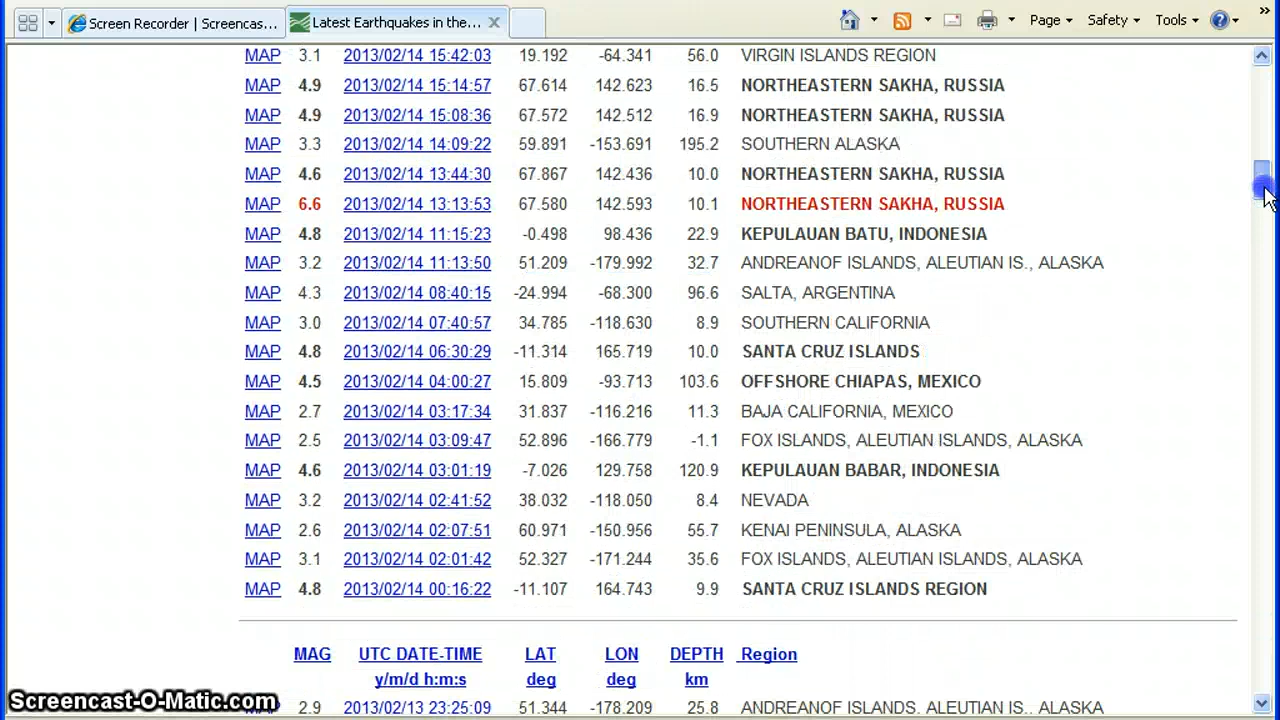 Screen Recorder | Screencas... Latest Earthquakes in the... Page Safety Tools
MAP 3.1 2013/02/14 15:42:03 19.192 -64.341 56.0 VIRGIN ISLANDS REGION
MAP 4.9 2013/02/14 15:14:57 67.614 142.623 16.5 NORTHEASTERN SAKHA, RUSSIA
MAP 4.9 2013/02/14 15:08:36 67.572 142.512 16.9 NORTHEASTERN SAKHA, RUSSIA
MAP 3.3 2013/02/14 14:09:22 59.891 -153.691 195.2 SOUTHERN ALASKA
MAP 4.6 2013/02/14 13:44:30 67.867 142.436 10.0 NORTHEASTERN SAKHA, RUSSIA
MAP 6.6 2013/02/14 13:13:53 67.580 142.593 10.1 NORTHEASTERN SAKHA, RUSSIA
MAP 4.8 2013/02/14 11:15:23 -0.498 98.436 22.9 KEPULAUAN BATU, INDONESIA
MAP 3.2 2013/02/14 11:13:50 51.209 -179.992 32.7 ANDREANOF ISLANDS, ALEUTIAN IS., ALASKA
MAP 4.3 2013/02/14 08:40:15 -24.994 -68.300 96.6 SALTA, ARGENTINA
MAP 3.0 2013/02/14 07:40:57 34.785 -118.630 8.9 SOUTHERN CALIFORNIA
MAP 4.8 2013/02/14 06:30:29 -11.314 165.719 10.0 SANTA CRUZ ISLANDS
MAP 4.5 2013/02/14 04:00:27 15.809 -93.713 103.6 OFFSHORE CHIAPAS, MEXICO
MAP 2.7 2013/02/14 03:17:34 31.837 -116.216 11.3 BAJA CALIFORNIA, MEXICO
MAP 2.5 2013/02/14 03:09:47 52.896 -166.779 -1.1 FOX ISLANDS, ALEUTIAN ISLANDS, ALASKA
MAP 4.6 2013/02/14 03:01:19 -7.026 129.758 120.9 KEPULAUAN BABAR, INDONESIA
MAP 3.2 2013/02/14 02:41:52 38.032 -118.050 8.4 NEVADA
MAP 2.6 2013/02/14 02:07:51 60.971 -150.956 55.7 KENAI PENINSULA, ALASKA
MAP 3.1 2013/02/14 02:01:42 52.327 -171.244 35.6 FOX ISLANDS, ALEUTIAN ISLANDS, ALASKA
MAP 4.8 2013/02/14 00:16:22 -11.107 164.743 9.9 SANTA CRUZ ISLANDS REGION
MAG UTC DATE-TIME LAT LON DEPTH Region
y/m/d h:m:s deg deg km
MAP 2.9 2013/02/13 23:25:09 51.344 -178.209 25.8 ANDREANOF ISLANDS, ALEUTIAN IS., ALASKA
Screencast-O-Matic.com